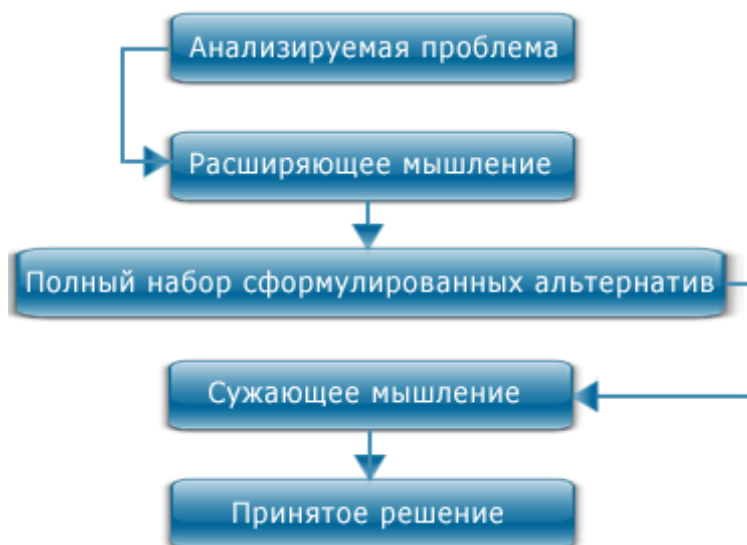 Анализируемая проблема
Расширяющее мышление
Полный набор сформулированных альтернатив
Сужающее мышление
Принятое решение